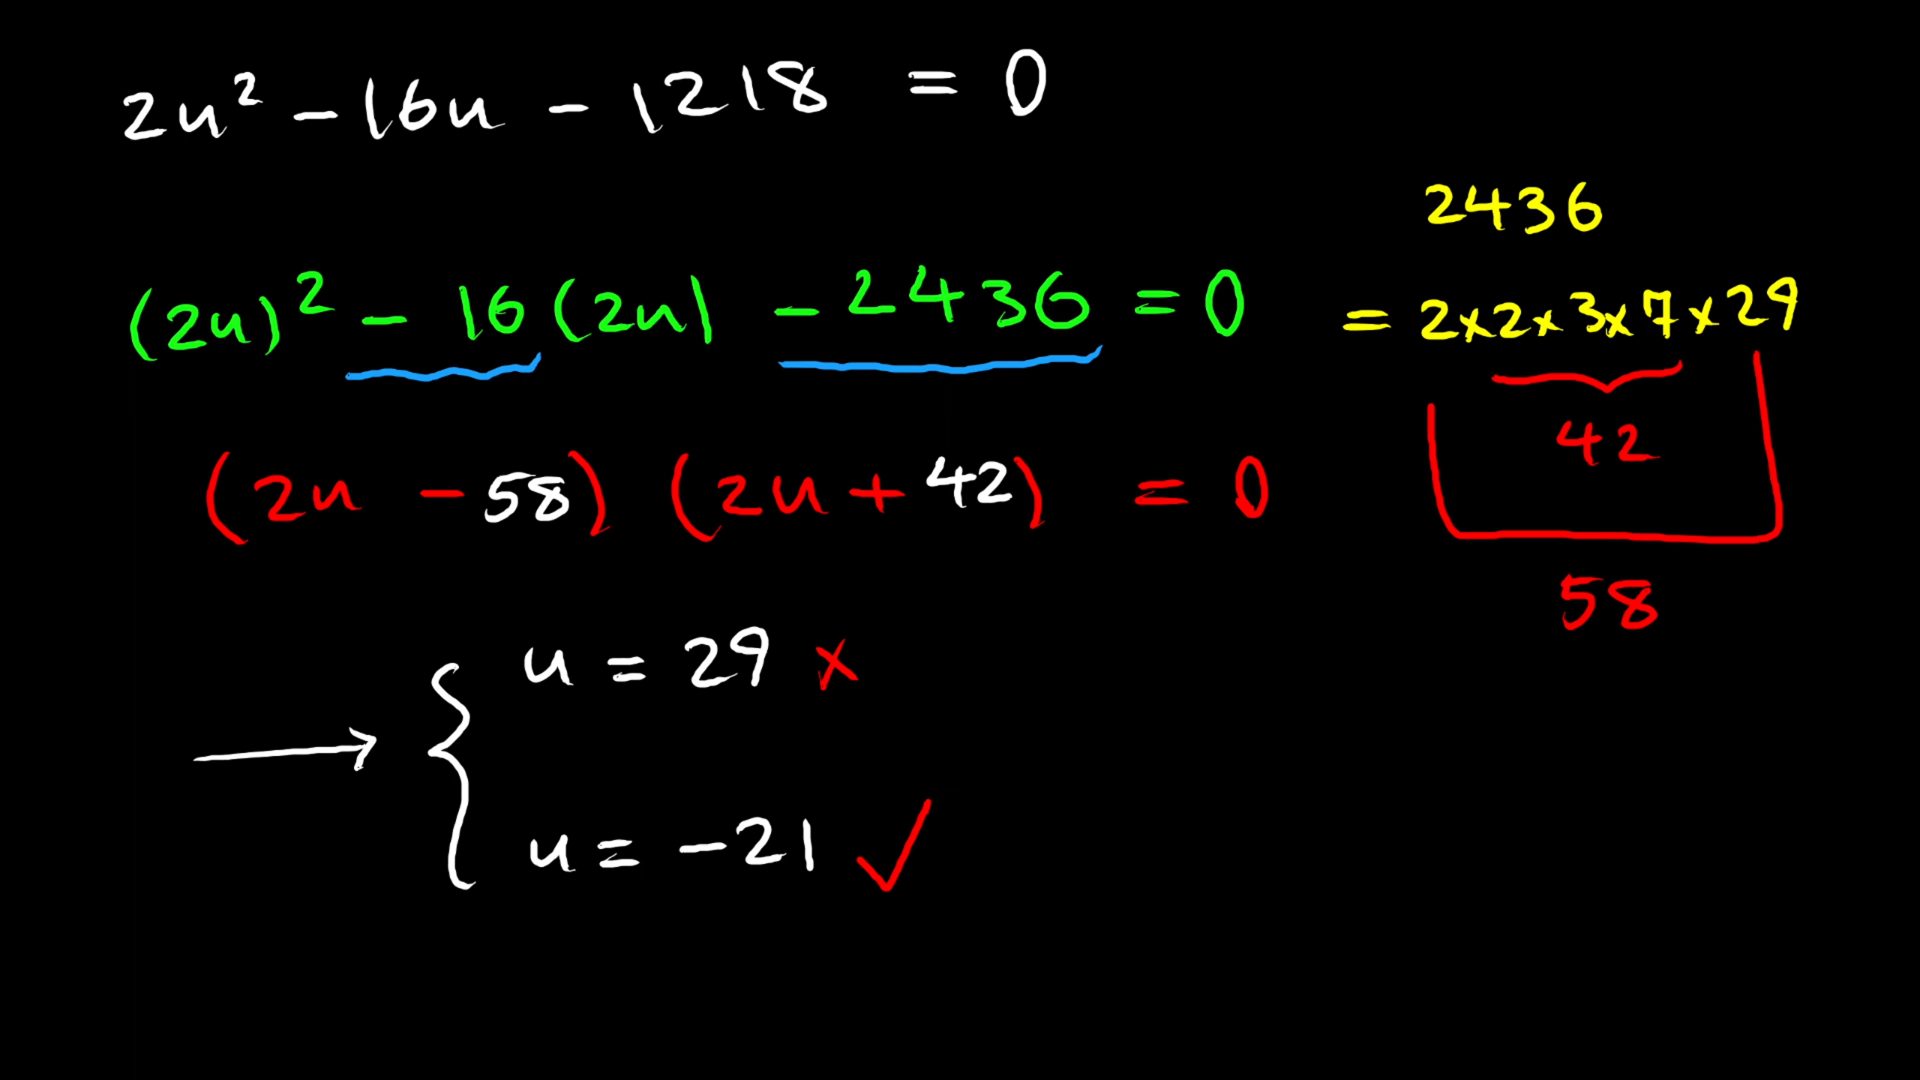 2u² - 16u - 1218 = 0
2436
(2u)² - 16(2u) - 2436 = 0
= 2×2×3×7×29
42
(2u - 58) (2u + 42) = 0
58
→ { u = 29 ×
u = -21 ✓